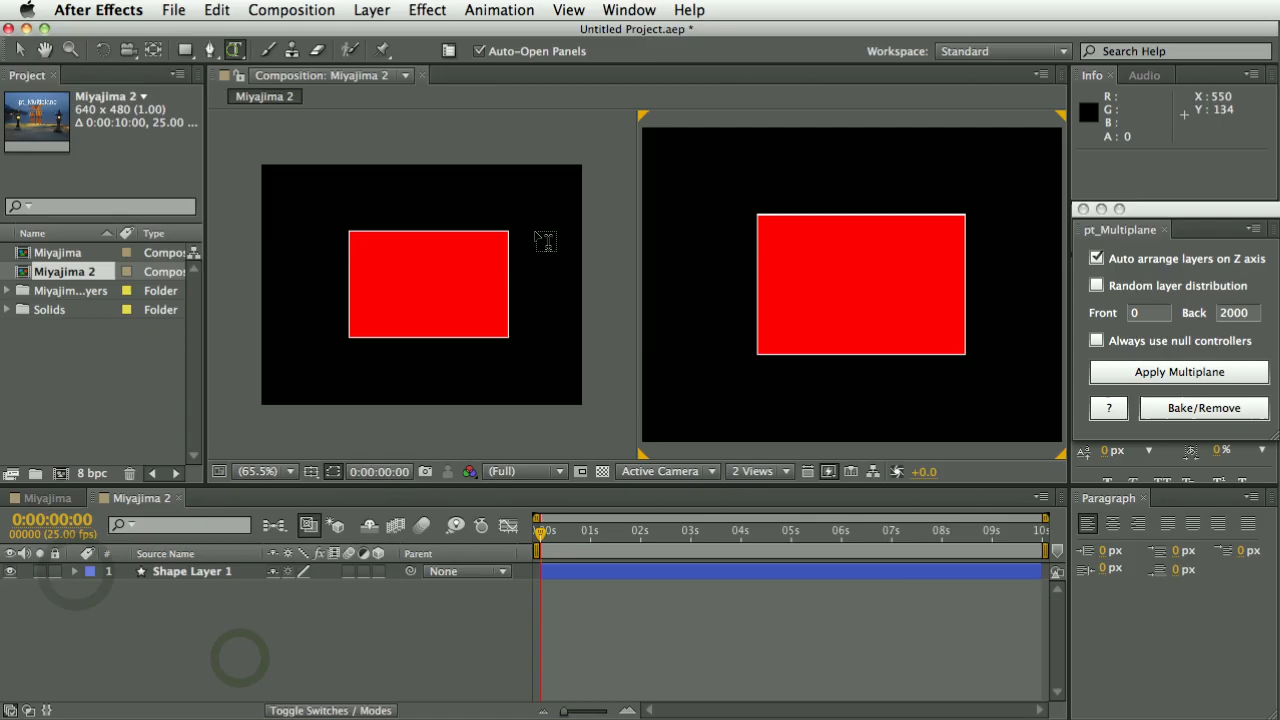 After Effects File Edit Composition Layer Effect Animation View Window Help
Untitled Project.aep *
Auto-Open Panels Workspace: Standard Search Help
Project Composition: Miyajima 2 Info Audio
Miyajima 2
640 x 480 (1.00)
Δ 0:00:10:00, 25.00 ...
Miyajima 2
R:
G:
B:
A: 0
X: 550
Y: 134
pt_Multiplane
Auto arrange layers on Z axis
Random layer distribution
Front 0 Back 2000
Always use null controllers
Apply Multiplane
? Bake/Remove
Name Type
Miyajima Compos
Miyajima 2 Compos
Miyajim...yers Folder
Solids Folder
0 px 0 %
8 bpc (65.5%) 0:00:00:00 (Full) Active Camera 2 Views +0.0
Miyajima Miyajima 2 Paragraph
0:00:00:00
00000 (25.00 fps)
00s 01s 02s 03s 04s 05s 06s 07s 08s 09s 10s
# Source Name fx Parent
1 Shape Layer 1 None
0 px 0 px 0 px
0 px 0 px
Toggle Switches / Modes